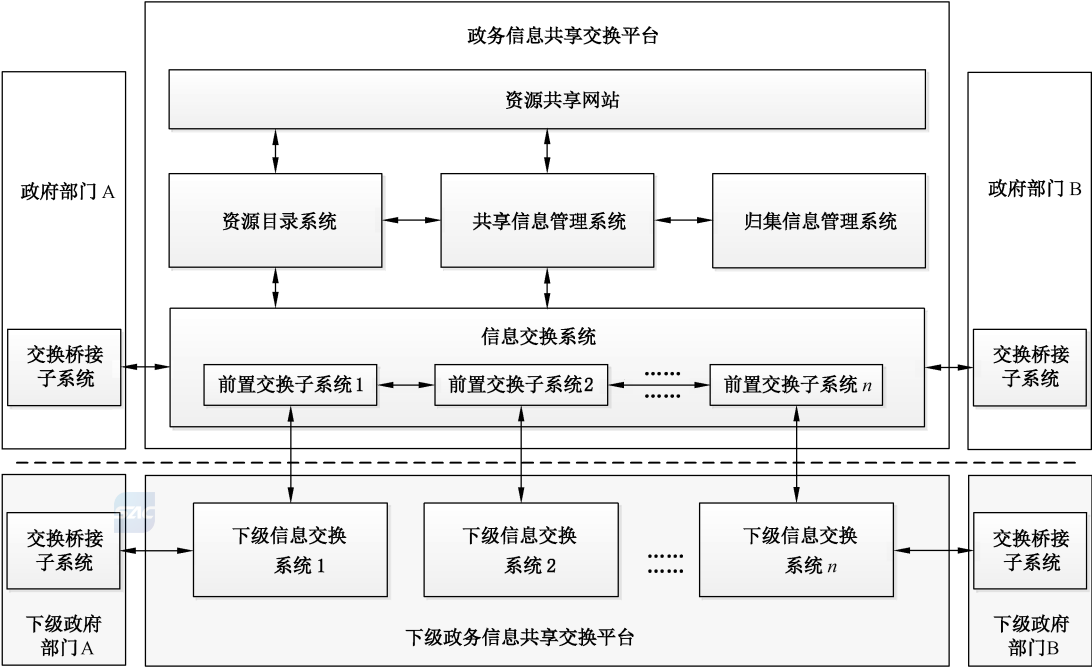 政务信息共享交换平台
资源共享网站
政府部门 A
政府部门 B
资源目录系统
共享信息管理系统
归集信息管理系统
信息交换系统
交换桥接
子系统
前置交换子系统 1
前置交换子系统 2
……
……
前置交换子系统 n
交换桥接
子系统
交换桥接
子系统
下级信息交换
系统 1
下级信息交换
系统 2
……
……
下级信息交换
系统 n
交换桥接
子系统
下级政府
部门 A
下级政务信息共享交换平台
下级政府
部门B